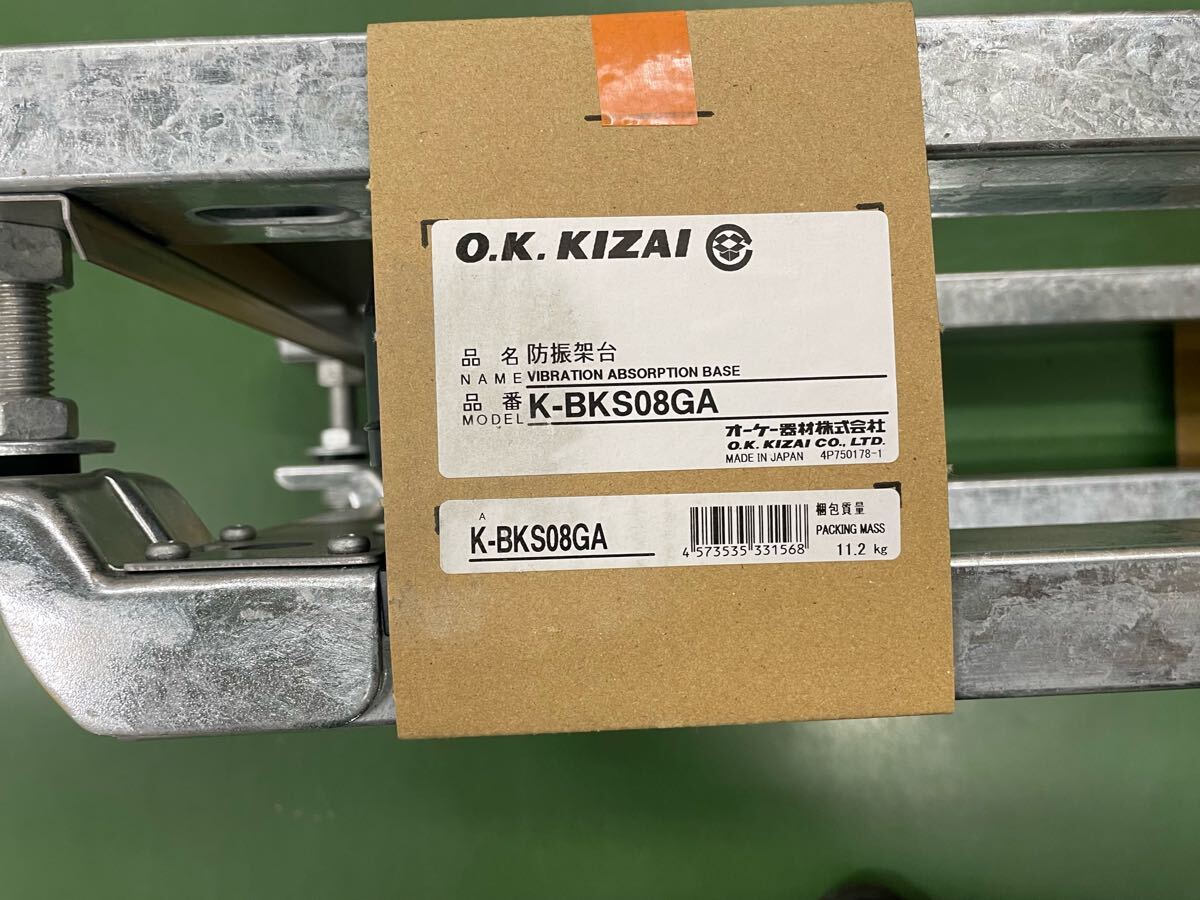 O.K. KIZAI
品名 防振架台
NAME VIBRATION ABSORPTION BASE
品番 K-BKS08GA
MODEL
オーケー器材株式会社
O.K. KIZAI CO., LTD.
MADE IN JAPAN 4P750178-1
A
K-BKS08GA
4 573535 331568
梱包質量
PACKING MASS
11.2 kg